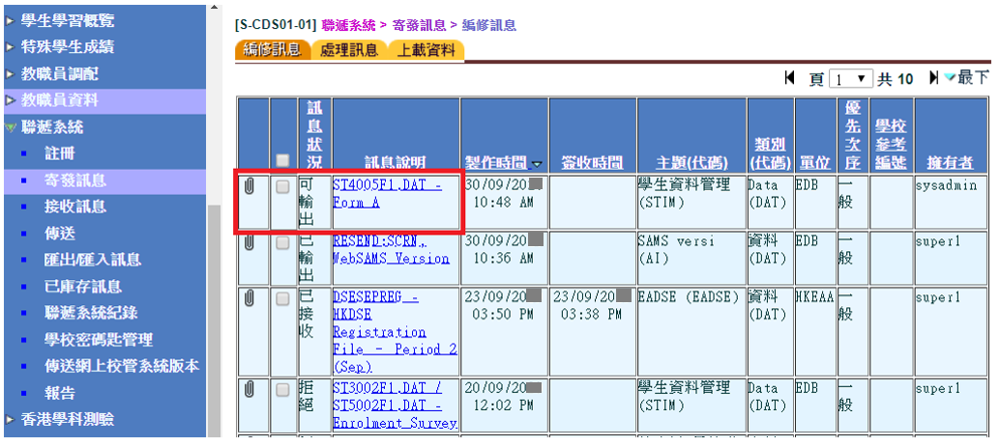 學生學習概覽
特殊學生成績
教職員調配
教職員資料
聯遞系統
註冊
寄發訊息
接收訊息
傳送
匯出/匯入訊息
已庫存訊息
聯遞系統紀錄
學校密碼匙管理
傳送網上校管系統版本
報告
香港學科測驗
[S-CDS01-01] 聯遞系統 > 寄發訊息 > 編修訊息
編修訊息 處理訊息 上載資料
頁 1 共 10 最下
訊息狀況 訊息說明 製作時間 簽收時間 主題(代碼) 類別(代碼) 單位 優先次序 學校參考編號 擁有者
可輸出 ST4005F1.DAT - 30/09/20 學生資料管理 Data EDB 一般 sysadmin
Form A 10:48 AM (STIM) (DAT)
已輸出 RESEND:SCRN, 30/09/20 SAMS versi 資料 EDB 一般 super1
WebSAMS Version 10:36 AM (AI) (DAT)
已接收 DSESEPREG - 23/09/20 23/09/20 EADSE (EADSE) 資料 HKEAA 一般 super1
HKDSE 03:50 PM 03:38 PM (DAT)
Registration
File - Period 2
(Sep)
拒絕 ST3002F1.DAT / 20/09/20 學生資料管理 Data EDB 一般 super1
ST5002F1.DAT - 12:02 PM (STIM) (DAT)
Enrolment Survey